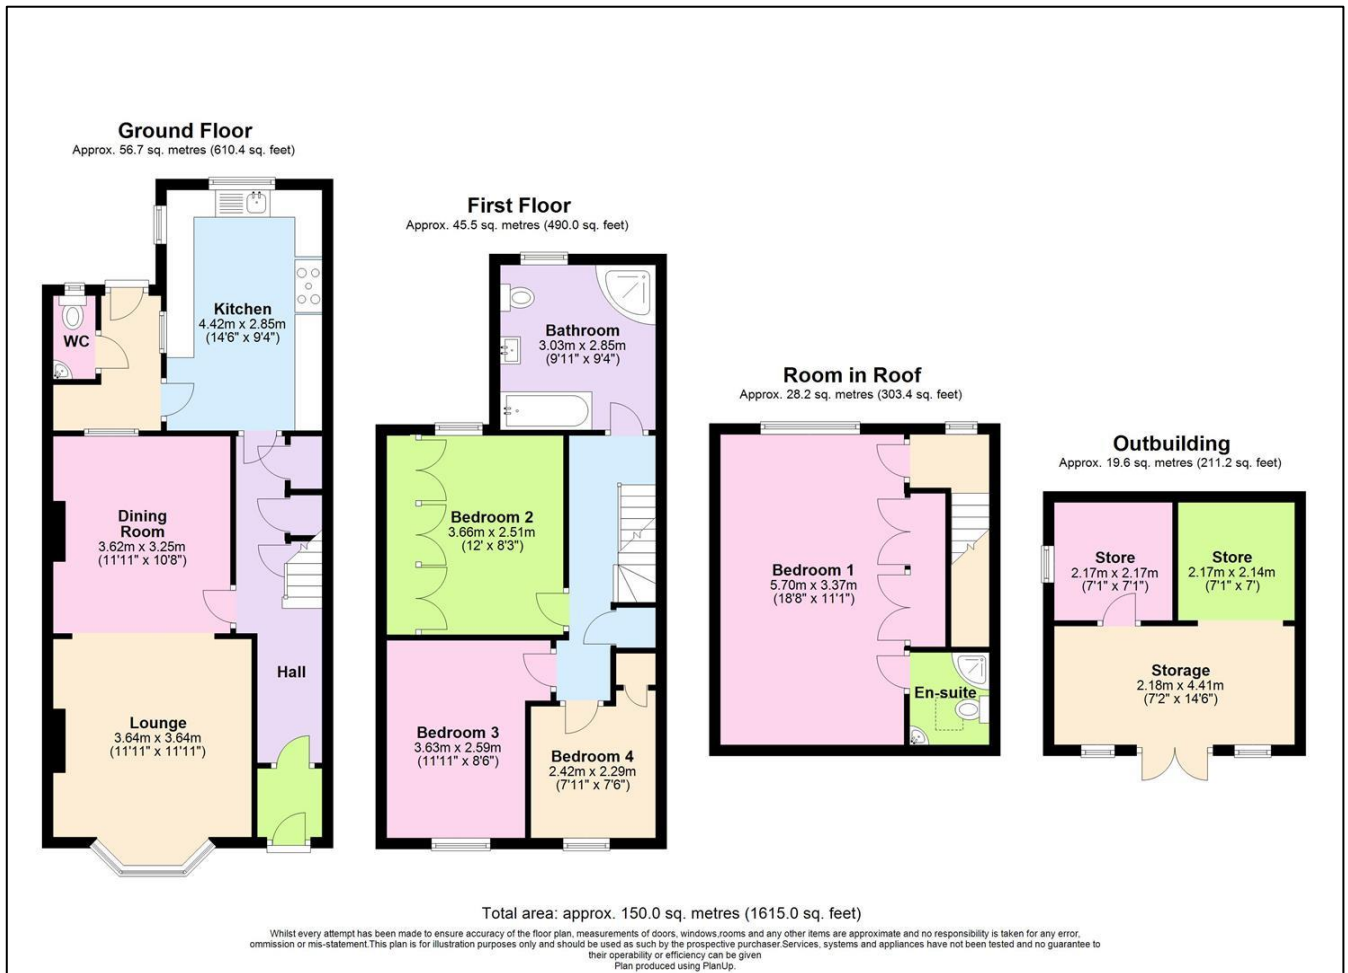 Ground Floor
Approx. 56.7 sq. metres (610.4 sq. feet)
Kitchen
4.42m x 2.85m
(14'6" x 9'4")
WC
Dining
Room
3.62m x 3.25m
(11'11" x 10'8")
Hall
Lounge
3.64m x 3.64m
(11'11" x 11'11")
First Floor
Approx. 45.5 sq. metres (490.0 sq. feet)
Bathroom
3.03m x 2.85m
(9'11" x 9'4")
Bedroom 2
3.66m x 2.51m
(12' x 8'3")
Bedroom 3
3.63m x 2.59m
(11'11" x 8'6")
Bedroom 4
2.42m x 2.29m
(7'11" x 7'6")
Room in Roof
Approx. 28.2 sq. metres (303.4 sq. feet)
Bedroom 1
5.70m x 3.37m
(18'8" x 11'1")
En-suite
Outbuilding
Approx. 19.6 sq. metres (211.2 sq. feet)
Store
2.17m x 2.17m
(7'1" x 7'1")
Store
2.17m x 2.14m
(7'1" x 7')
Storage
2.18m x 4.41m
(7'2" x 14'6")
Total area: approx. 150.0 sq. metres (1615.0 sq. feet)
Whilst every attempt has been made to ensure accuracy of the floor plan, measurements of doors, windows,rooms and any other items are approximate and no responsibility is taken for any error,
ommission or mis-statement.This plan is for illustration purposes only and should be used as such by the prospective purchaser.Services, systems and appliances have not been tested and no guarantee to
their operability or efficiency can be given
Plan produced using PlanUp.